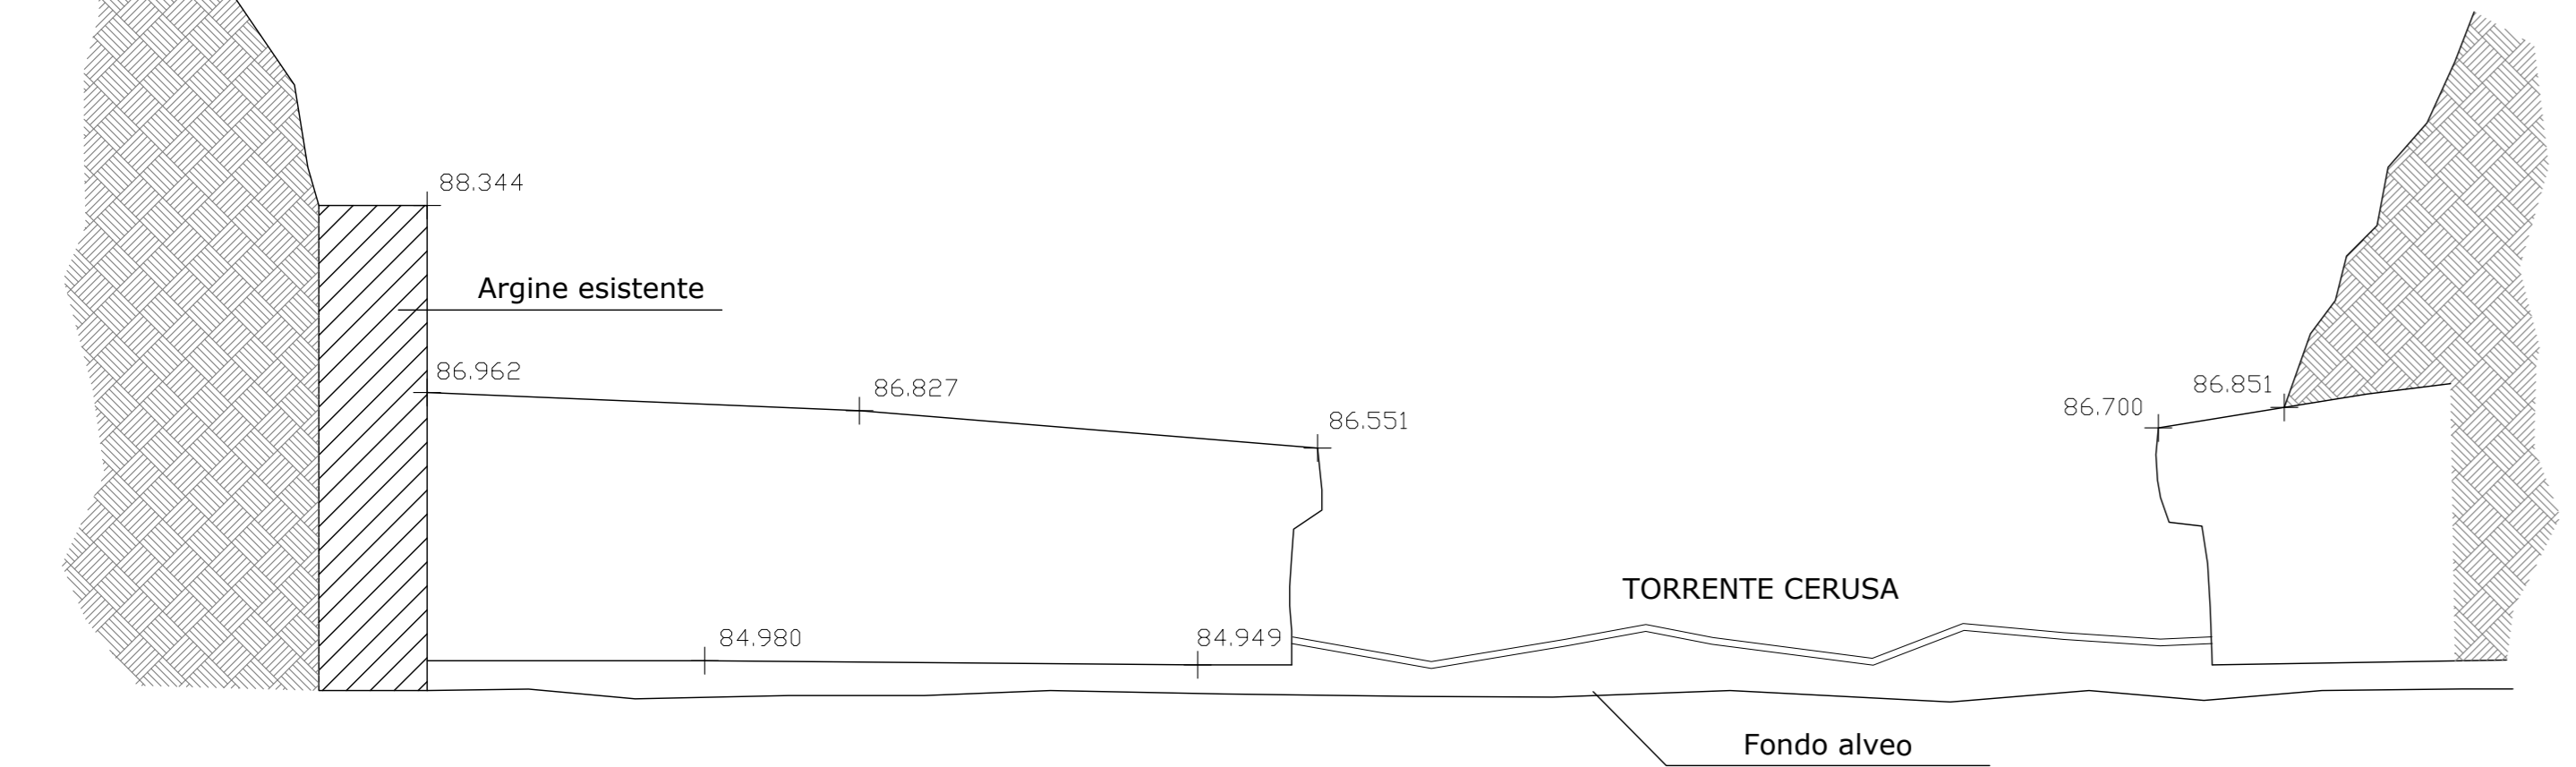 88.344
Argine esistente
86.962
86.827
86.551
86.700
86.851
TORRENTE CERUSA
84.980
84.949
Fondo alveo